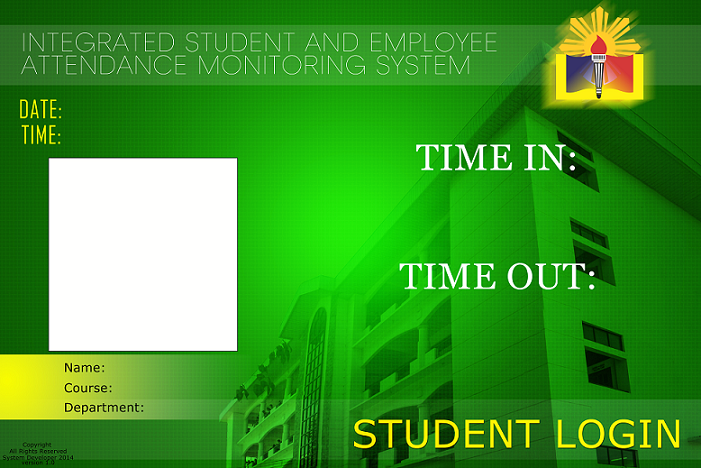 INTEGRATED STUDENT AND EMPLOYEE
ATTENDANCE MONITORING SYSTEM
DATE:
TIME:
TIME IN:
TIME OUT:
Name:
Course:
Department:
STUDENT LOGIN
Copyright
All Rights Reserved
System Developer 2014
version 1.0